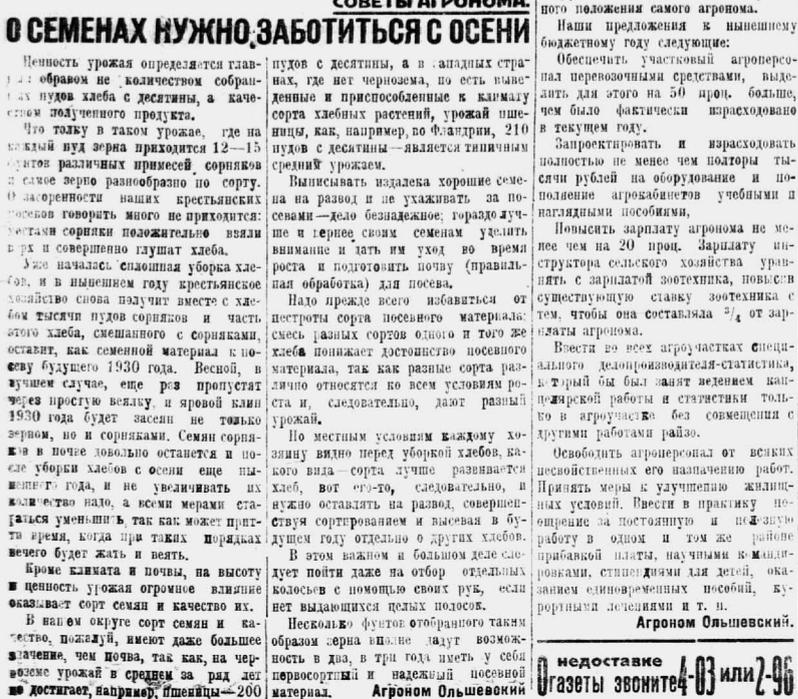 СОВЕТЫ АГРОНОМА.
О СЕМЕНАХ НУЖНО ЗАБОТИТЬСЯ С ОСЕНИ
Ценность урожая определяется глав-
образом не количеством собран-
пудов хлеба с десятины, а каче-
полученного продукта.
Что толку в таком урожае, где на
каждый пуд зерна приходится 12—15
фунтов различных примесей сорняков
и самое зерно разнообразно по сорту.
О засоренности наших крестьянских
посевов говорить много не приходится:
местами сорняки положительно взяли
верх и совершенно глушат хлеба.
Уже началась сплошная уборка хле-
бов, и в нынешнем году крестьянское
хозяйство снова получит вместе с хле-
бом тысячи пудов сорняков и часть
этого хлеба, смешанного с сорняками,
оставит, как семенной материал к по-
севу будущего 1930 года. Весной, в
лучшем случае, еще раз пропустят
через простую веялку, и яровой клин
1930 года будет засеян не только
зерном, но и сорняками. Семян сорня-
ков в почве довольно останется и по-
сле уборки хлебов с осени еще ны-
нешнего года, и не увеличивать их
количество надо, а всеми мерами ста-
раться уменьшить, так как может прит-
ти время, когда при таких порядках
нечего будет жать и веять.
Кроме климата и почвы, на высоту
и ценность урожая огромное влияние
оказывает сорт семян и качество их.
В нашем округе сорт семян и ка-
чество, пожалуй, имеют даже большее
значение, чем почва, так как, на чер-
ноземе урожай в среднем за ряд лет
не достигает, например, пшеницы—200
пудов с десятины, а в западных стра-
нах, где нет чернозема, но есть выве-
денные и приспособленные к климату
сорта хлебных растений, урожай пше-
ницы, как, например, во Фландрии, 210
пудов с десятины—является типичным
средним урожаем.
Выписывать издалека хорошие семе-
на на развод и не ухаживать за по-
севами—дело безнадежное: гораздо луч-
ше и вернее своим семенам уделить
внимание и дать им уход во время
роста и подготовить почву (правиль-
ная обработка) для посева.
Надо прежде всего избавиться от
пестроты сорта посевного материала:
смесь разных сортов одного и того же
хлеба понижает достоинство посевного
материала, так как разные сорта раз-
лично относятся ко всем условиям ро-
ста и, следовательно, дают разный
урожай.
По местным условиям каждому хо-
зяину видно перед уборкой хлебов, ка-
кого вида—сорта лучше развивается
хлеб, вот его-то, следовательно, и
нужно оставлять на развод, совершен-
ствуя сортированием и высевая в бу-
дущем году отдельно от других хлебов.
В этом важном и большом деле сле-
дует пойти даже на отбор отдельных
колосьев с помощью своих рук, если
нет выдающихся целых полосок.
Несколько фунтов отобранного таким
образом зерна вполне дадут возмож-
ность в два, в три года иметь у себя
первосортный и надежный посевной
материал. Агроном Ольшевский
ного положения самого агронома.
Наши предложения к нынешнему
бюджетному году следующие:
Обеспечить участковый агроперсо-
нал перевозочными средствами, выде-
лить для этого на 50 проц. больше,
чем было фактически израсходовано
в текущем году.
Запроектировать и израсходовать
полностью не менее чем полторы ты-
сячи рублей на оборудование и по-
полнение агрокабинетов учебными и
наглядными пособиями,
Повысить зарплату агронома не ме-
нее чем на 20 проц. Зарплату ин-
структора сельского хозяйства урав-
нять с зарплатой зоотехника, повысив
существующую ставку зоотехника с
тем, чтобы она составляла ¾ от зар-
платы агронома.
Ввести во всех агроучастках специ-
ального делопроизводителя-статистика,
который бы был занят ведением кан-
целярской работы и статистики толь-
ко в агроучастке без совмещения с
другими работами райзо.
Освободить агроперсонал от всяких
несвойственных его назначению работ.
Принять меры к улучшению жилищ-
ных условий. Ввести в практику по-
ощрение за постоянную и полезную
работу в одном и том же районе
прибавкой платы, научными команди-
ровками, стипендиями для детей, ока-
занием единовременных пособий, ку-
рортными лечениями и т. п.
Агроном Ольшевский.
О недоставке
газеты звоните 4-03 или 2-96